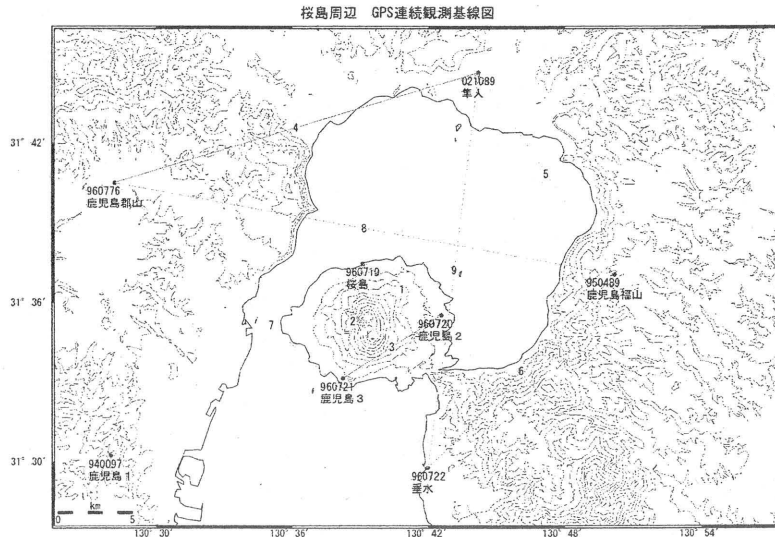 桜島周辺 GPS連続観測基線図
021089
隼人
4
31° 42'
5
960776
鹿児島郡山
8
960719
桜島
9
950489
鹿児島福山
1
31° 36'
7
2
960720
鹿児島2
3
6
960721
鹿児島3
940097
鹿児島1
31° 30'
960722
垂水
km
0 5
130° 30' 130° 36' 130° 42' 130° 48' 130° 54'